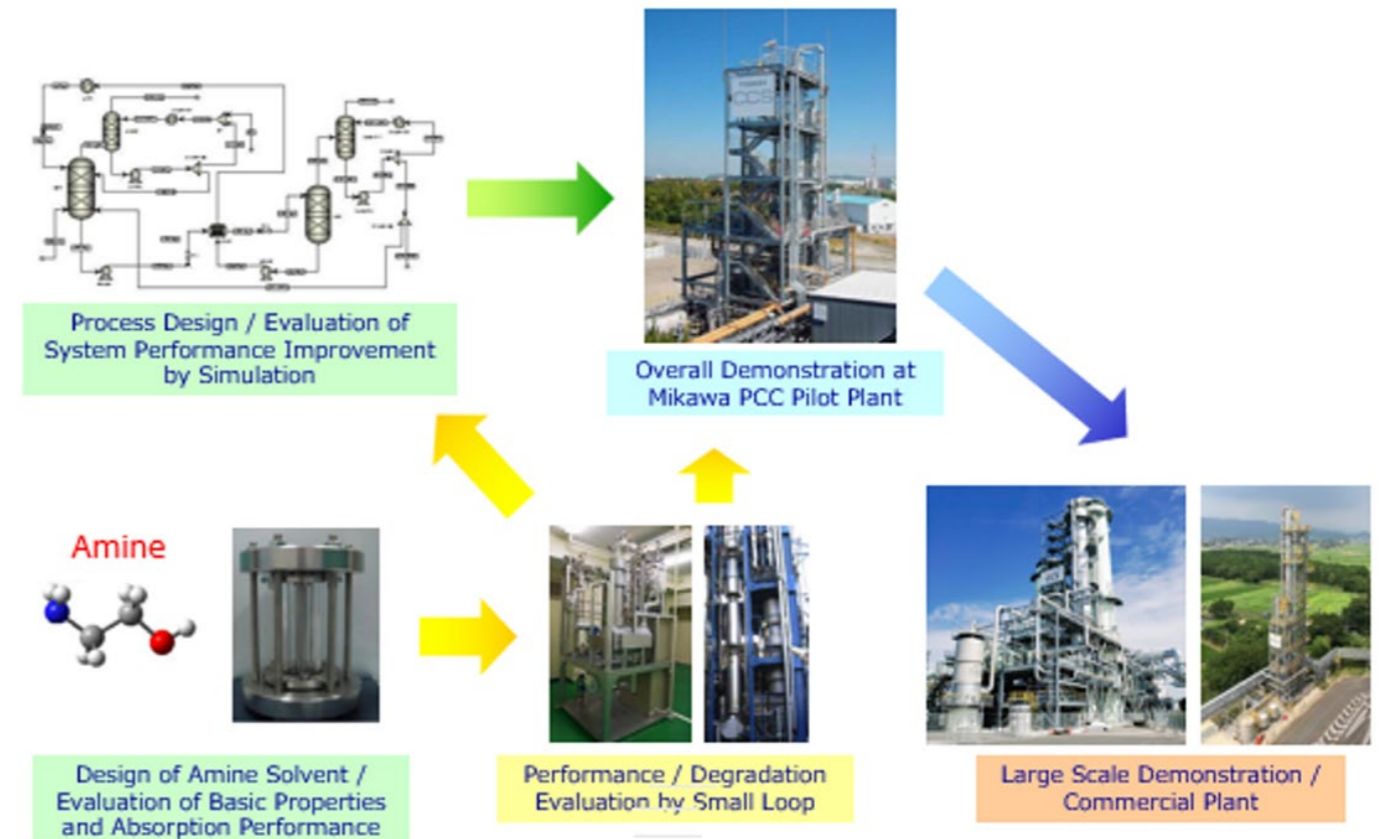 TOSHIBA
CCS
Process Design / Evaluation of
System Performance Improvement
by Simulation
Overall Demonstration at
Mikawa PCC Pilot Plant
Amine
Design of Amine Solvent /
Evaluation of Basic Properties
and Absorption Performance
Performance / Degradation
Evaluation by Small Loop
Large Scale Demonstration /
Commercial Plant